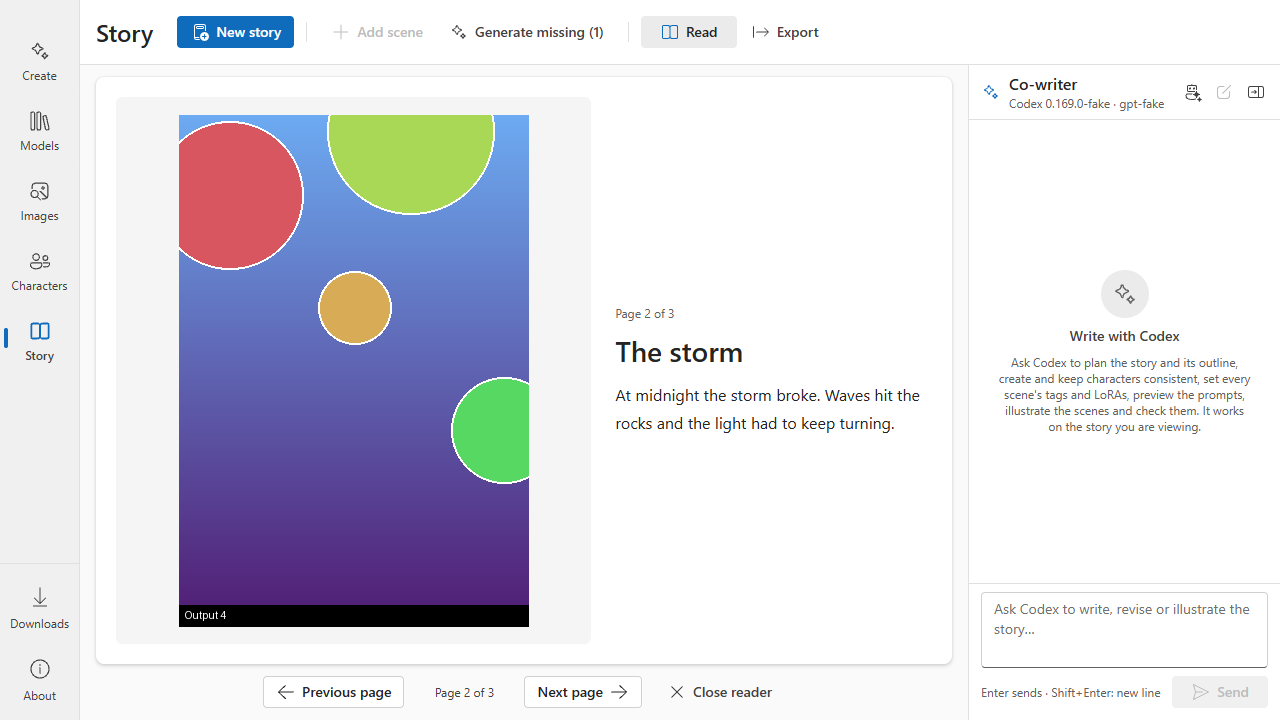 Story
New story
Add scene
Generate missing (1)
Read
Export
Create
Models
Images
Characters
Story
Downloads
About
Output 4
Page 2 of 3
The storm
At midnight the storm broke. Waves hit the
rocks and the light had to keep turning.
Previous page
Page 2 of 3
Next page
Close reader
Co-writer
Codex 0.169.0-fake · gpt-fake
Write with Codex
Ask Codex to plan the story and its outline,
create and keep characters consistent, set every
scene's tags and LoRAs, preview the prompts,
illustrate the scenes and check them. It works
on the story you are viewing.
Ask Codex to write, revise or illustrate the
story...
Enter sends · Shift+Enter: new line
Send